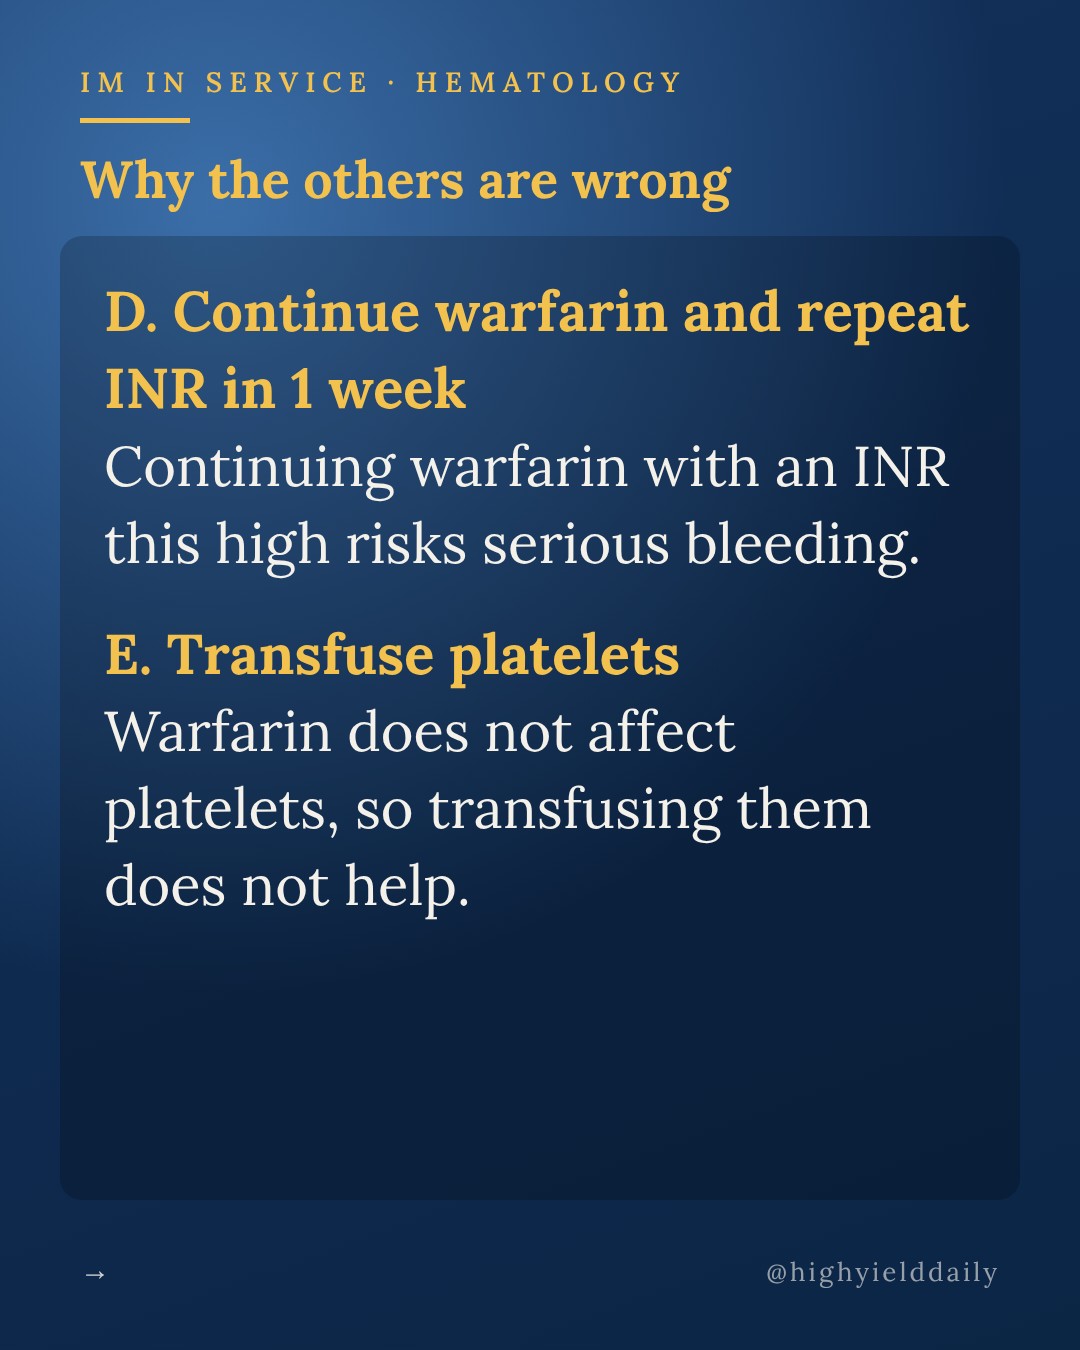 IM IN SERVICE · HEMATOLOGY
Why the others are wrong
D. Continue warfarin and repeat
INR in 1 week
Continuing warfarin with an INR
this high risks serious bleeding.
E. Transfuse platelets
Warfarin does not affect
platelets, so transfusing them
does not help.
→
@highyielddaily